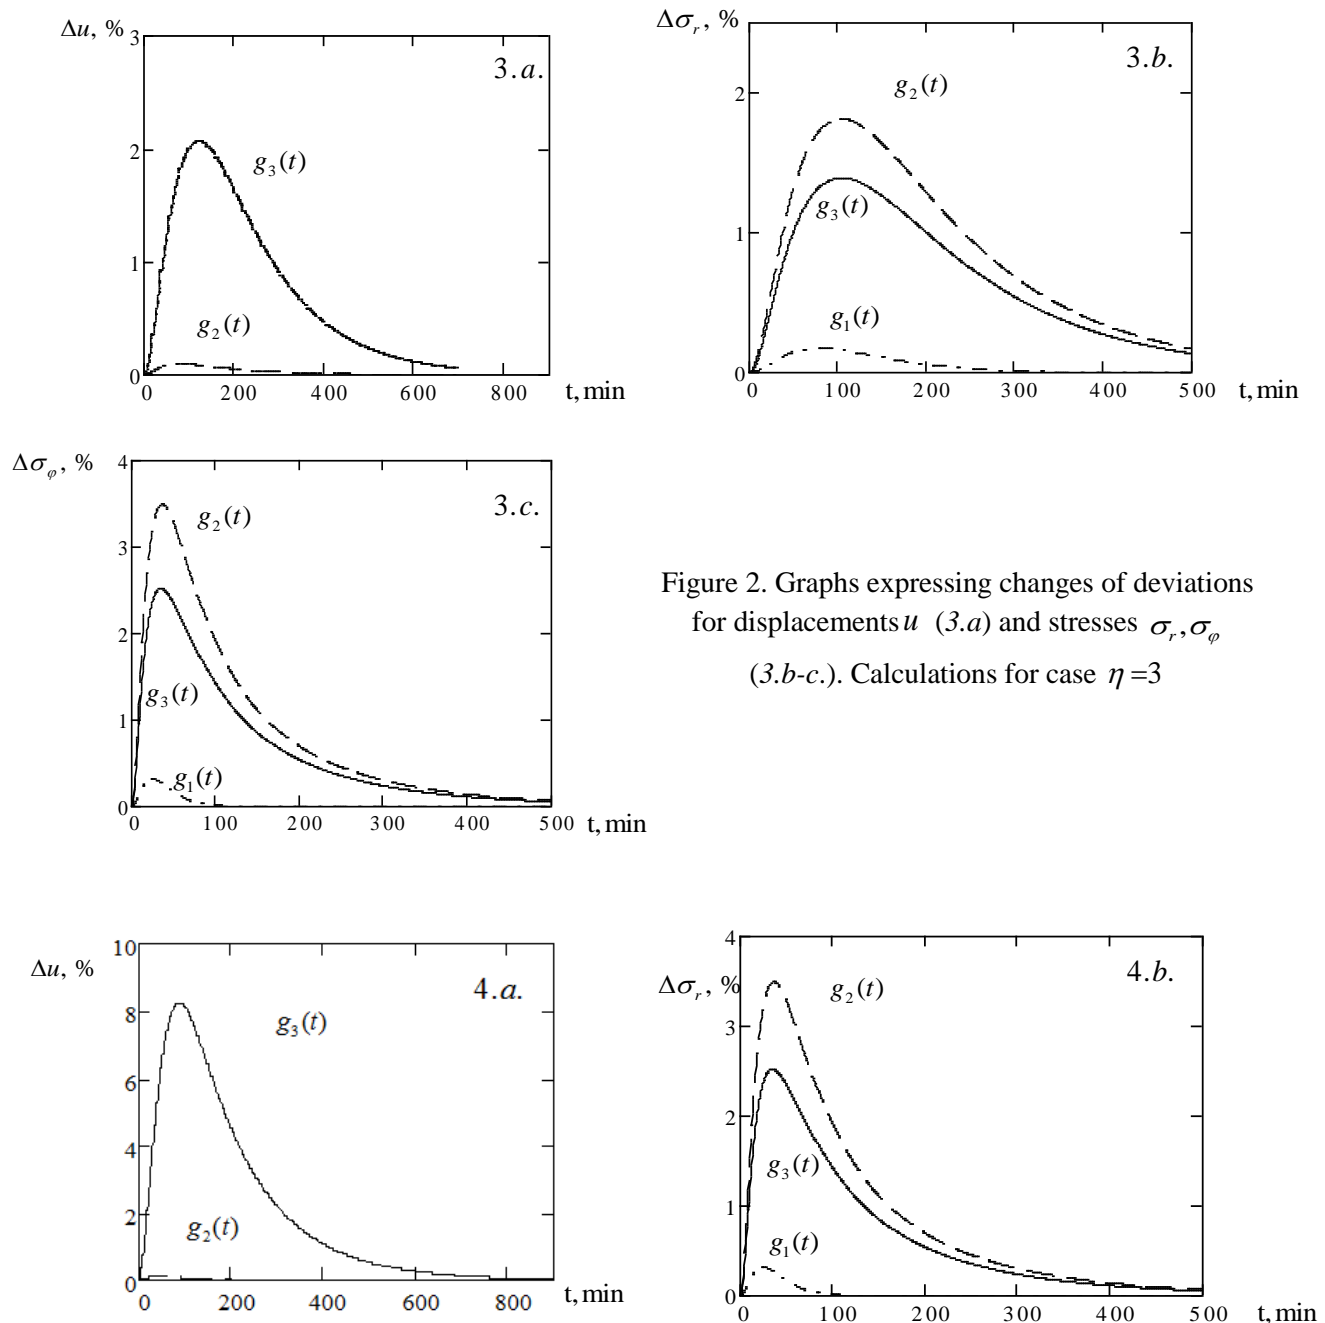 Δu, %
3.a.
3
2
1
0
g₃(t)
g₂(t)
0 200 400 600 800
t, min
Δσᵣ, %
3.b.
2
1
0
g₂(t)
g₃(t)
g₁(t)
0 100 200 300 400 500
t, min
Δσᵩ, %
3.c.
4
3
2
1
0
g₂(t)
g₃(t)
g₁(t)
0 100 200 300 400 500
t, min
Figure 2. Graphs expressing changes of deviations
for displacements u (3.a) and stresses σᵣ, σᵩ
(3.b-c.). Calculations for case η =3
Δu, %
4.a.
10
8
6
4
2
0
g₃(t)
g₂(t)
0 200 400 600 800
t, min
Δσᵣ, %
4.b.
4
3
2
1
0
g₂(t)
g₃(t)
g₁(t)
0 100 200 300 400 500
t, min